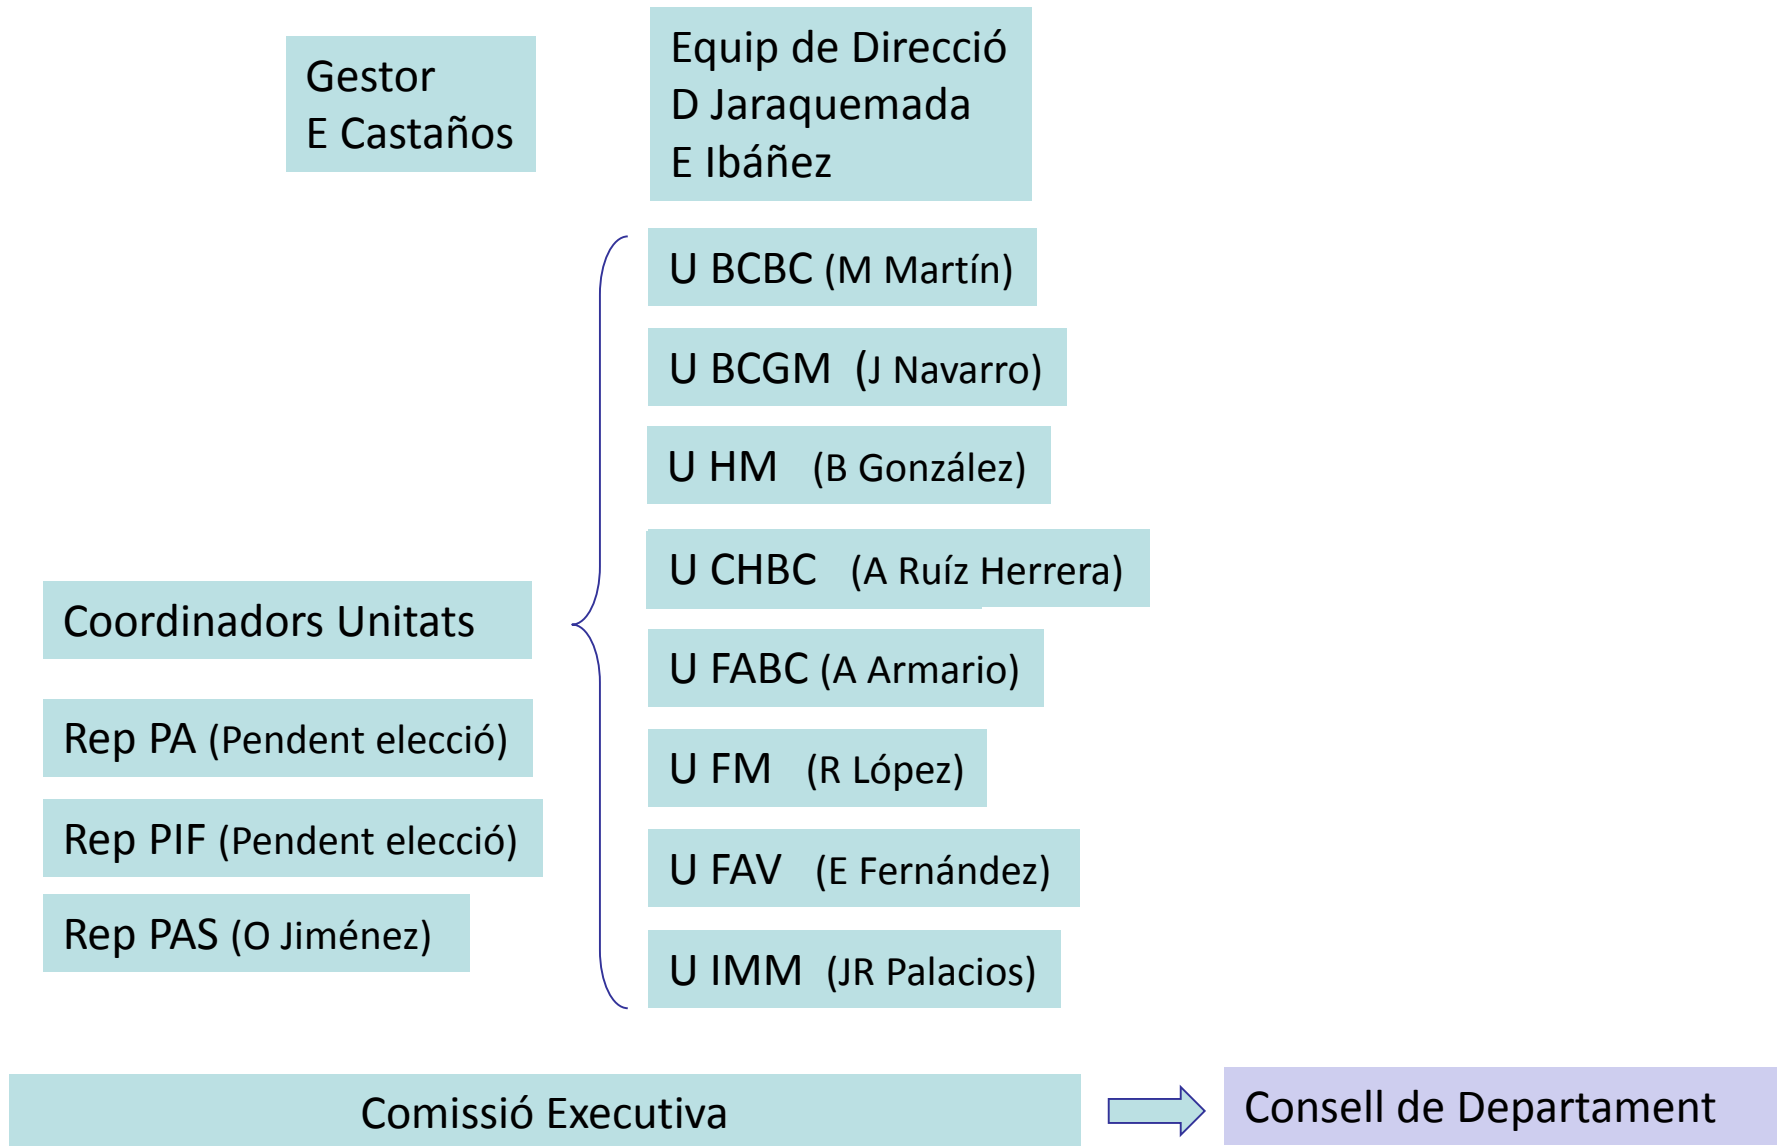 Gestor
E Castaños
Equip de Direcció
D Jaraquemada
E Ibáñez
U BCBC (M Martín)
U BCGM (J Navarro)
U HM (B González)
U CHBC (A Ruíz Herrera)
U FABC (A Armario)
U FM (R López)
U FAV (E Fernández)
U IMM (JR Palacios)
Coordinadors Unitats
Rep PA (Pendent elecció)
Rep PIF (Pendent elecció)
Rep PAS (O Jiménez)
Comissió Executiva
Consell de Departament